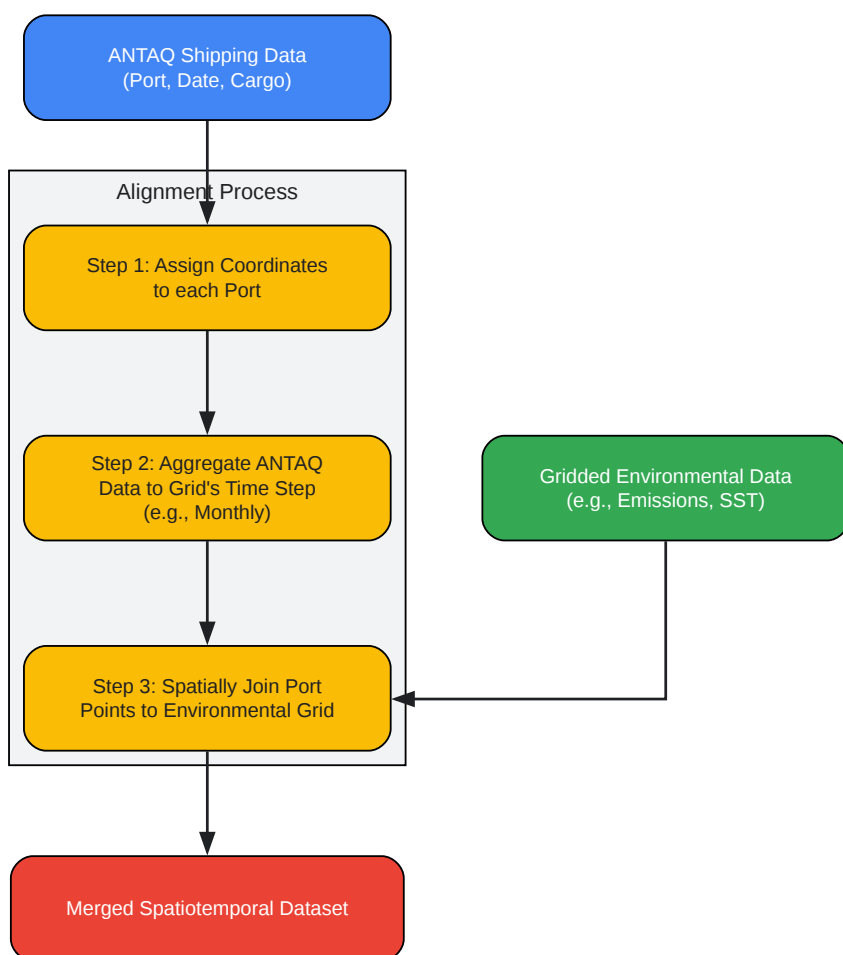 ANTAQ Shipping Data
(Port, Date, Cargo)
Alignment Process
Step 1: Assign Coordinates
to each Port
Step 2: Aggregate ANTAQ
Data to Grid's Time Step
(e.g., Monthly)
Gridded Environmental Data
(e.g., Emissions, SST)
Step 3: Spatially Join Port
Points to Environmental Grid
Merged Spatiotemporal Dataset